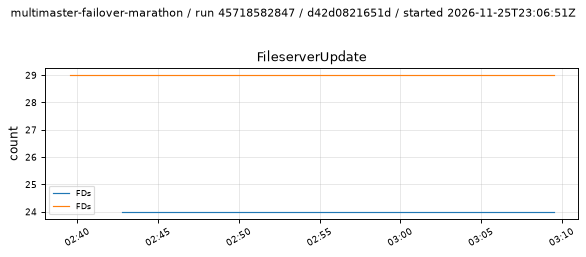 multimaster-failover-marathon / run 45718582847 / d42d0821651d / started 2026-11-25T23:06:51Z
FileserverUpdate
count
29
28
27
26
25
24
FDs
FDs
02:40
02:45
02:50
02:55
03:00
03:05
03:10